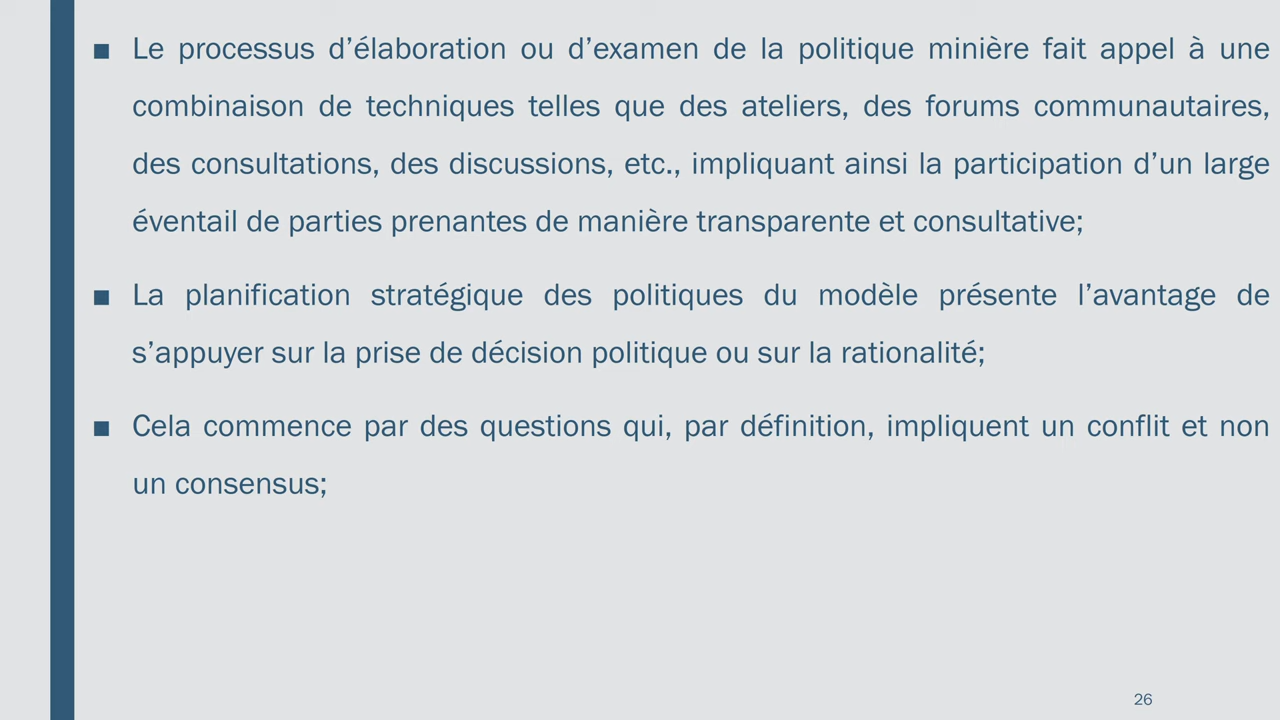 ■ Le processus d’élaboration ou d’examen de la politique minière fait appel à une
combinaison de techniques telles que des ateliers, des forums communautaires,
des consultations, des discussions, etc., impliquant ainsi la participation d’un large
éventail de parties prenantes de manière transparente et consultative;
■ La planification stratégique des politiques du modèle présente l’avantage de
s’appuyer sur la prise de décision politique ou sur la rationalité;
■ Cela commence par des questions qui, par définition, impliquent un conflit et non
un consensus;
26